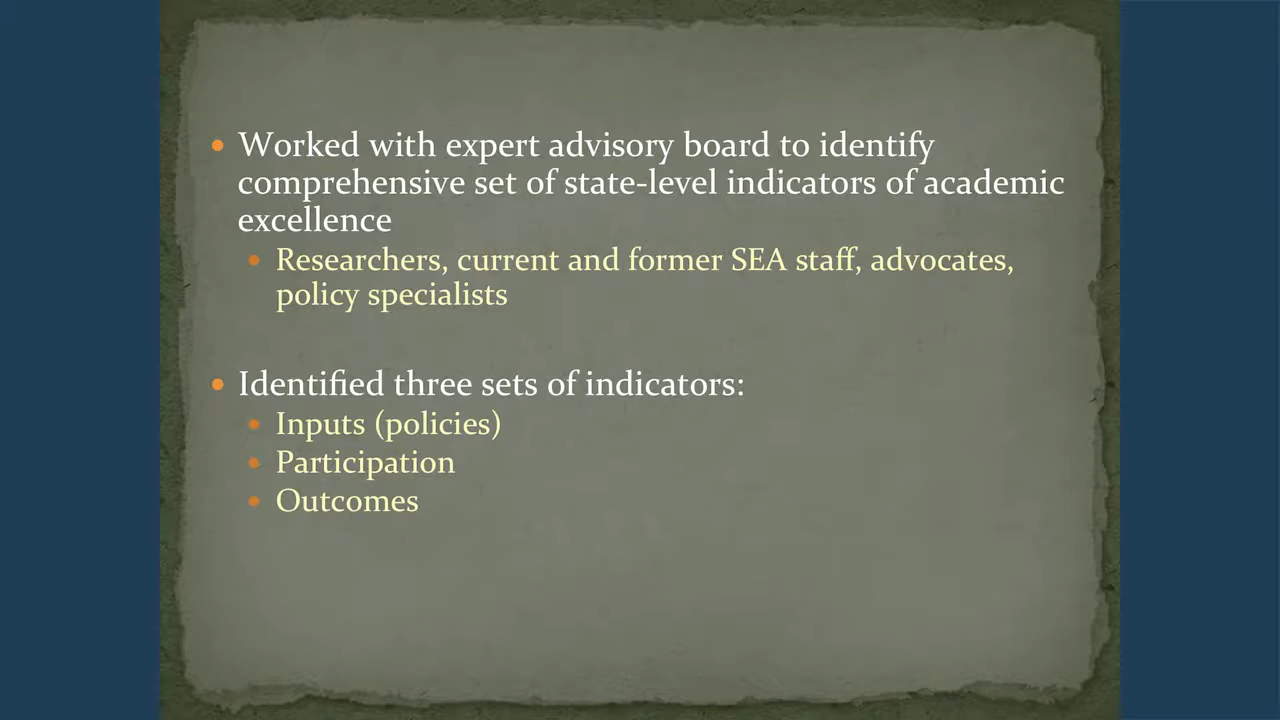 Worked with expert advisory board to identify
comprehensive set of state-level indicators of academic
excellence
Researchers, current and former SEA staff, advocates,
policy specialists
Identified three sets of indicators:
Inputs (policies)
Participation
Outcomes